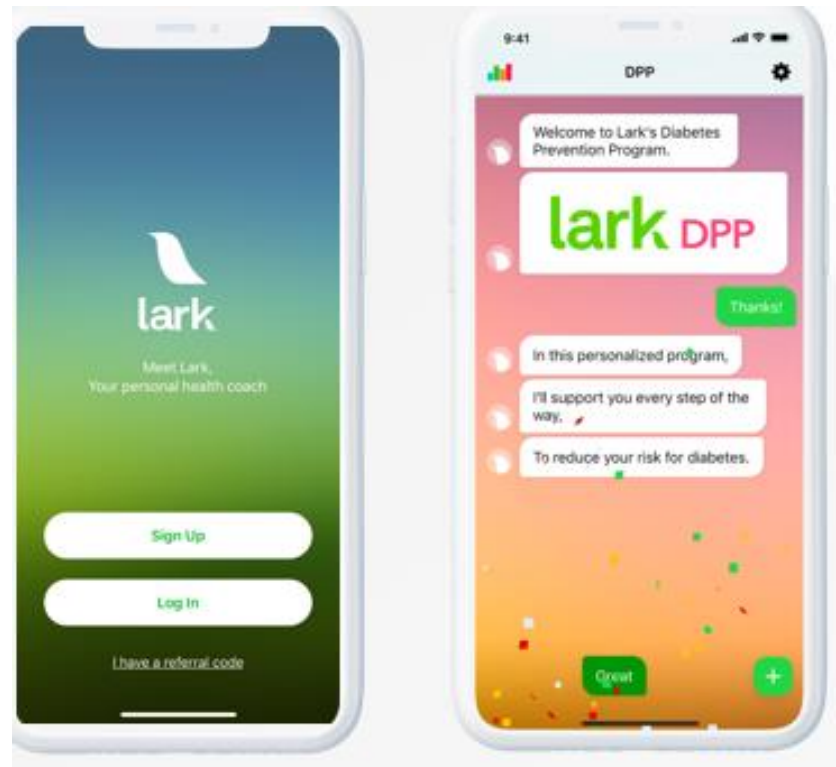 lark
Meet Lark,
Your personal health coach
Sign Up
Log In
I have a referral code
9:41
DPP
Welcome to Lark's Diabetes
Prevention Program.
lark DPP
Thanks!
In this personalized program,
I'll support you every step of the
way,
To reduce your risk for diabetes.
Great
+